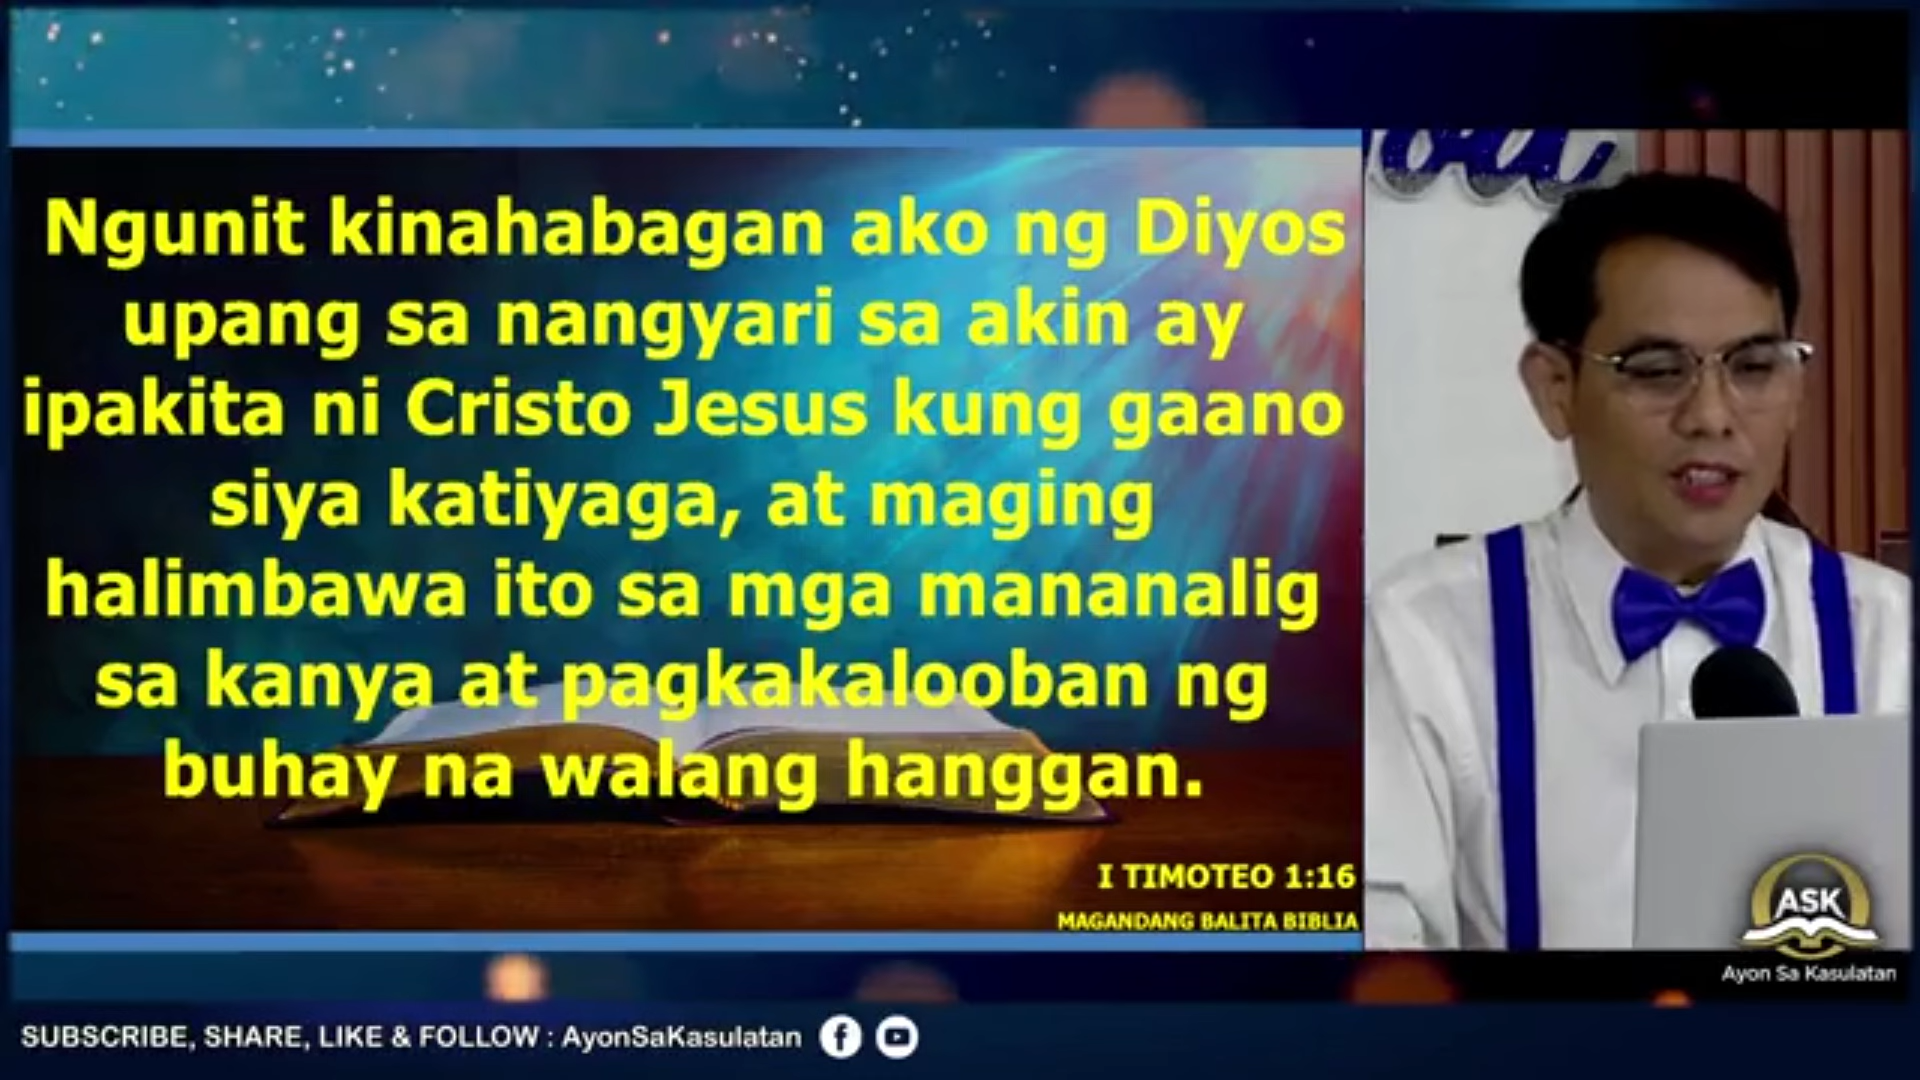 Ngunit kinahabagan ako ng Diyos
upang sa nangyari sa akin ay
ipakita ni Cristo Jesus kung gaano
siya katiyaga, at maging
halimbawa ito sa mga mananalig
sa kanya at pagkakalooban ng
buhay na walang hanggan.
I TIMOTEO 1:16
MAGANDANG BALITA BIBLIA
ASK
Ayon Sa Kasulatan
SUBSCRIBE, SHARE, LIKE & FOLLOW : AyonSaKasulatan